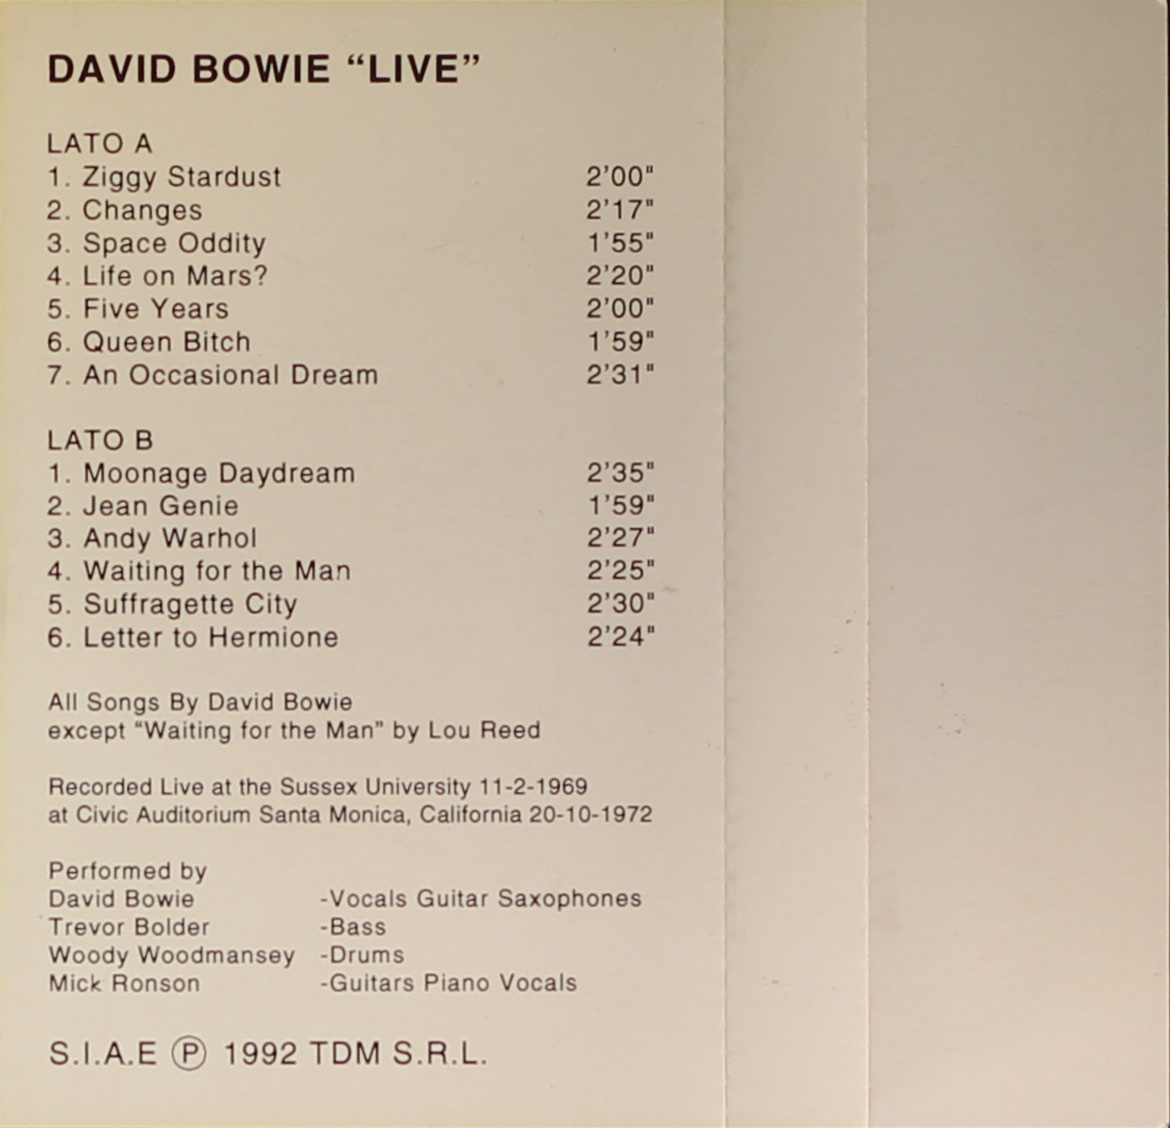 DAVID BOWIE “LIVE”
LATO A
1. Ziggy Stardust 2'00"
2. Changes 2'17"
3. Space Oddity 1'55"
4. Life on Mars? 2'20"
5. Five Years 2'00"
6. Queen Bitch 1'59"
7. An Occasional Dream 2'31"
LATO B
1. Moonage Daydream 2'35"
2. Jean Genie 1'59"
3. Andy Warhol 2'27"
4. Waiting for the Man 2'25"
5. Suffragette City 2'30"
6. Letter to Hermione 2'24"
All Songs By David Bowie
except “Waiting for the Man” by Lou Reed
Recorded Live at the Sussex University 11-2-1969
at Civic Auditorium Santa Monica, California 20-10-1972
Performed by
David Bowie -Vocals Guitar Saxophones
Trevor Bolder -Bass
Woody Woodmansey -Drums
Mick Ronson -Guitars Piano Vocals
S.I.A.E Ⓟ 1992 TDM S.R.L.